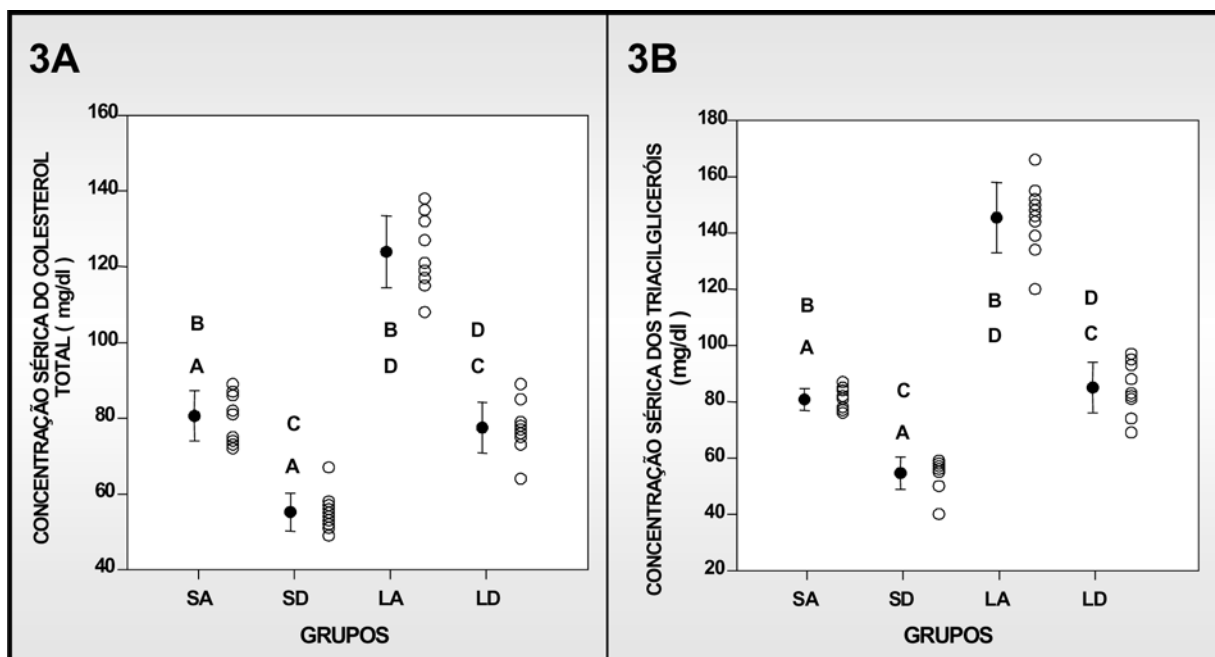 3A
CONCENTRAÇÃO SÉRICA DO COLESTEROL
TOTAL ( mg/dl )
160
140
120
100
80
60
40
B
A
C
A
B
D
D
C
SA
SD
LA
LD
GRUPOS
3B
CONCENTRAÇÃO SÉRICA DOS TRIACILGLICERÓIS
(mg/dl )
180
160
140
120
100
80
60
40
20
B
A
C
A
B
D
D
C
SA
SD
LA
LD
GRUPOS